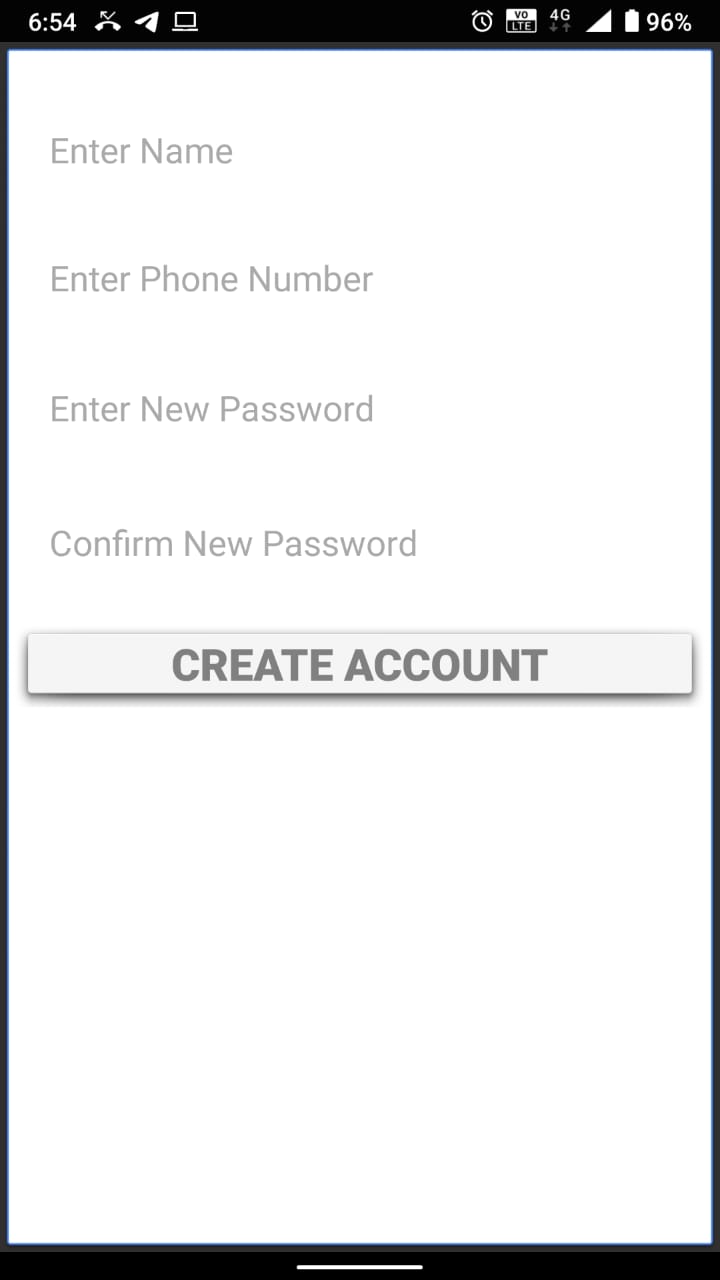 6:54 VO LTE 4G 96%
Enter Name
Enter Phone Number
Enter New Password
Confirm New Password
CREATE ACCOUNT